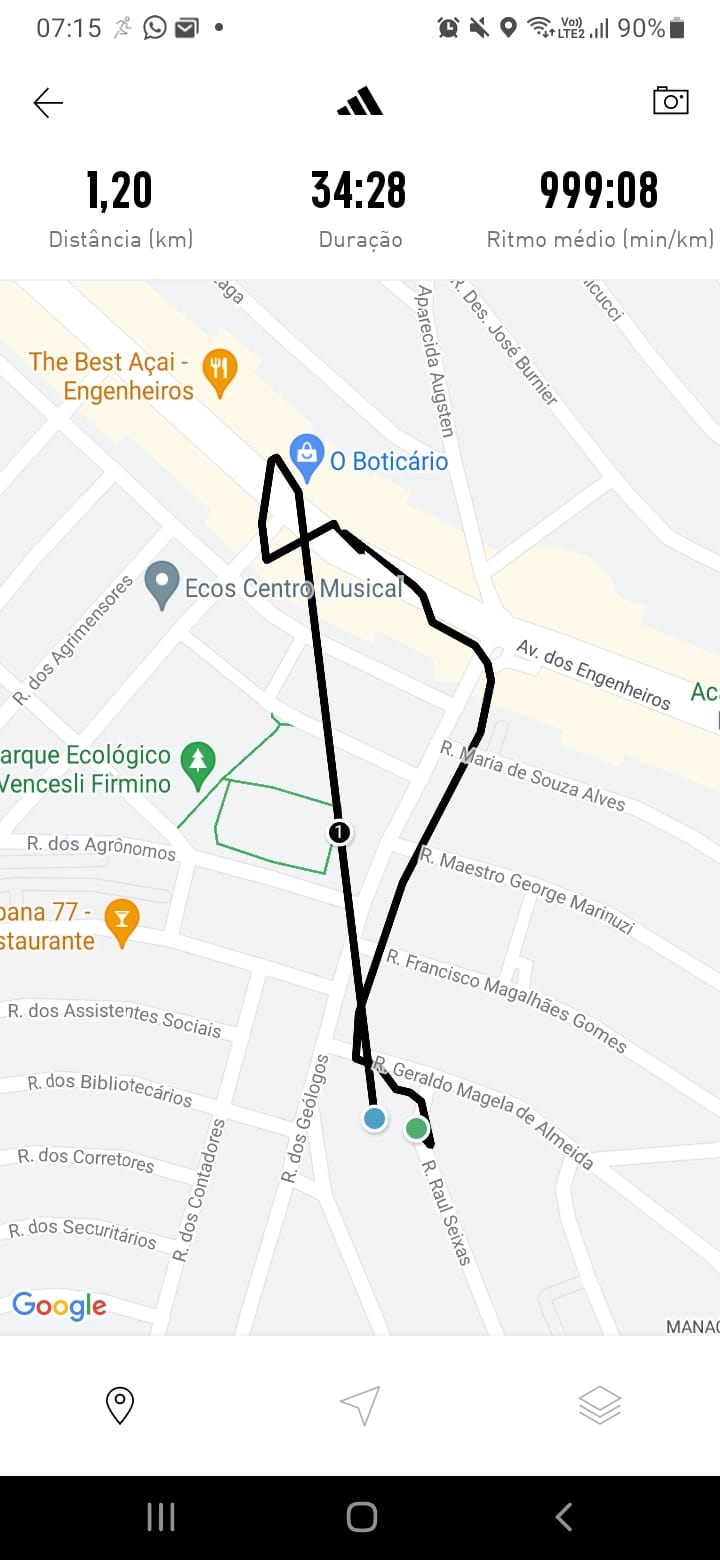 07:15
Vo))
LTE2
90%
1,20
34:28
999:08
Distância (km)
Duração
Ritmo médio (min/km)
aga
Aparecida Augsten
R. Des. José Burnier
icucci
The Best Açai -
Engenheiros
O Boticário
Ecos Centro Musical
R. dos Agrimensores
Av. dos Engenheiros
Ac
arque Ecológico
Vencesli Firmino
R. Maria de Souza Alves
1
R. dos Agrônomos
R. Maestro George Marinuzi
bana 77 -
staurante
R. Francisco Magalhães Gomes
R. dos Assistentes Sociais
R. Geraldo Magela de Almeida
R. dos Bibliotecários
R. dos Geólogos
R. dos Contadores
R. dos Corretores
R. Raul Seixas
R. dos Securitários
Google
MANAC